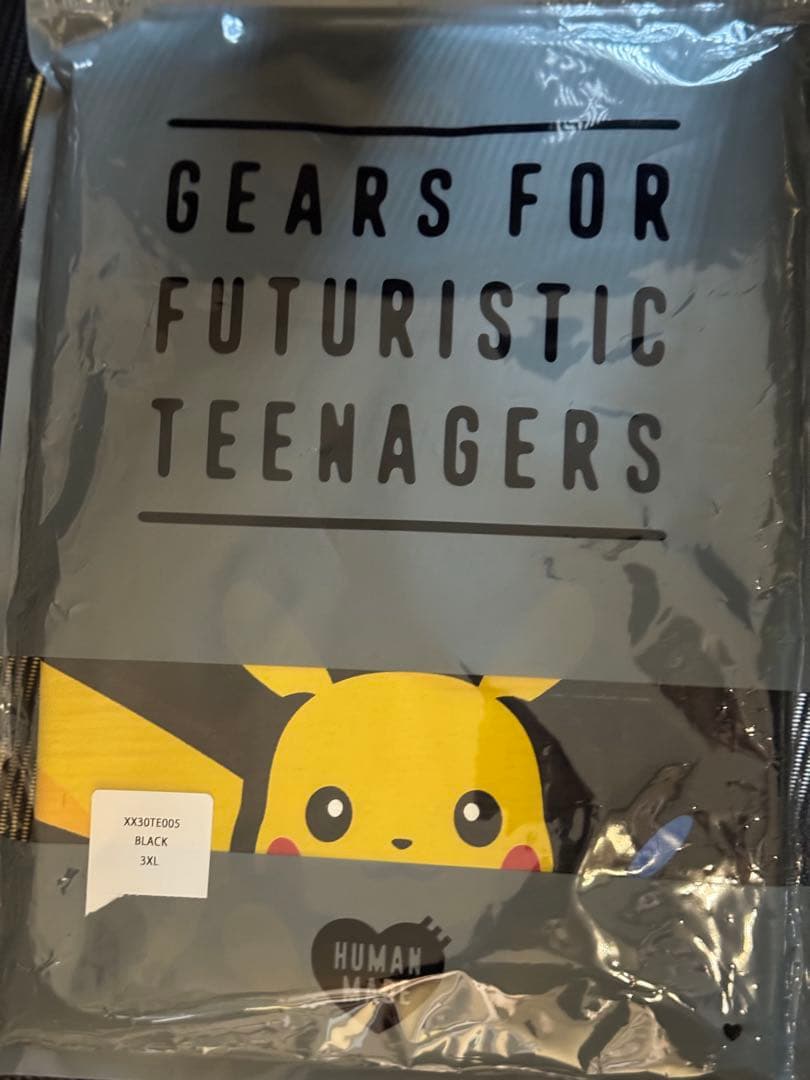 GEARS FOR
FUTURISTIC
TEENAGERS
XX30TE005
BLACK
3XL
HUMAN
MADE